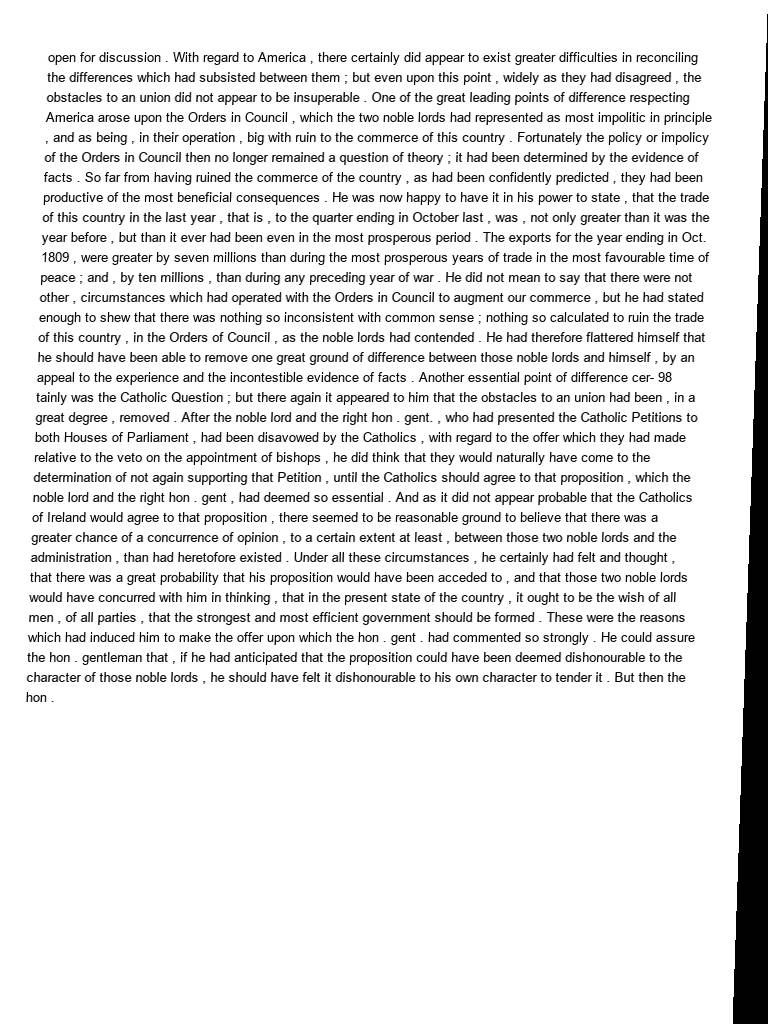 open for discussion . With regard to America , there certainly did appear to exist greater difficulties in reconciling
the differences which had subsisted between them ; but even upon this point , widely as they had disagreed , the
obstacles to an union did not appear to be insuperable . One of the great leading points of difference respecting
America arose upon the Orders in Council , which the two noble lords had represented as most impolitic in principle
, and as being , in their operation , big with ruin to the commerce of this country . Fortunately the policy or impolicy
of the Orders in Council then no longer remained a question of theory ; it had been determined by the evidence of
facts . So far from having ruined the commerce of the country , as had been confidently predicted , they had been
productive of the most beneficial consequences . He was now happy to have it in his power to state , that the trade
of this country in the last year , that is , to the quarter ending in October last , was , not only greater than it was the
year before , but than it ever had been even in the most prosperous period . The exports for the year ending in Oct.
1809 , were greater by seven millions than during the most prosperous years of trade in the most favourable time of
peace ; and , by ten millions , than during any preceding year of war . He did not mean to say that there were not
other , circumstances which had operated with the Orders in Council to augment our commerce , but he had stated
enough to shew that there was nothing so inconsistent with common sense ; nothing so calculated to ruin the trade
of this country , in the Orders of Council , as the noble lords had contended . He had therefore flattered himself that
he should have been able to remove one great ground of difference between those noble lords and himself , by an
appeal to the experience and the incontestible evidence of facts . Another essential point of difference cer- 98
tainly was the Catholic Question ; but there again it appeared to him that the obstacles to an union had been , in a
great degree , removed . After the noble lord and the right hon . gent. , who had presented the Catholic Petitions to
both Houses of Parliament , had been disavowed by the Catholics , with regard to the offer which they had made
relative to the veto on the appointment of bishops , he did think that they would naturally have come to the
determination of not again supporting that Petition , until the Catholics should agree to that proposition , which the
noble lord and the right hon . gent , had deemed so essential . And as it did not appear probable that the Catholics
of Ireland would agree to that proposition , there seemed to be reasonable ground to believe that there was a
greater chance of a concurrence of opinion , to a certain extent at least , between those two noble lords and the
administration , than had heretofore existed . Under all these circumstances , he certainly had felt and thought ,
that there was a great probability that his proposition would have been acceded to , and that those two noble lords
would have concurred with him in thinking , that in the present state of the country , it ought to be the wish of all
men , of all parties , that the strongest and most efficient government should be formed . These were the reasons
which had induced him to make the offer upon which the hon . gent . had commented so strongly . He could assure
the hon . gentleman that , if he had anticipated that the proposition could have been deemed dishonourable to the
character of those noble lords , he should have felt it dishonourable to his own character to tender it . But then the
hon .